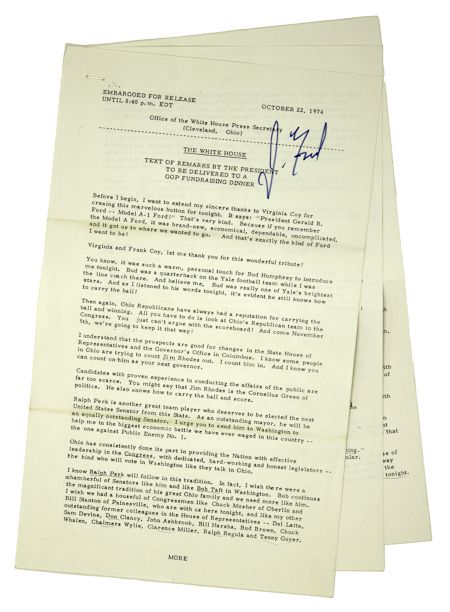 EMBARGOED FOR RELEASE
UNTIL 8:40 p.m. EDT
OCTOBER 22, 1974
Office of the White House Press Secretary
(Cleveland, Ohio)
THE WHITE HOUSE
TEXT OF REMARKS BY THE PRESIDENT
TO BE DELIVERED TO A
GOP FUNDRAISING DINNER
J. Ford
Before I begin, I want to extend my sincere thanks to Virginia Coy for
creating this marvelous button for tonight. It says: "President Gerald R.
Ford -- Model A-1 Ford!" That's very kind. Because if you remember
the Model A Ford, it was brand-new, economical, dependable, uncomplicated,
and it got us to where we wanted to go. And that's exactly the kind of Ford
I want to be!
Virginia and Frank Coy, let me thank you for this wonderful tribute!
You know, it was such a warm, personal touch for Bud Humphrey to introduce
me tonight. Bud was a quarterback on the Yale football team while I was
the line coach there. And believe me, Bud was really one of Yale's brightest
stars. And as I listened to his words tonight, it's evident he still knows how
to carry the ball!
Then again, Ohio Republicans have always had a reputation for carrying the
ball and winning. All you have to do is look at Ohio's Republican team in the
Congress. You just can't argue with the scoreboard! And come November
5th, we're going to keep it that way!
I understand that the prospects are good for changes in the State House of
Representatives and the Governor's Office in Columbus. I know some people
in Ohio are trying to count Jim Rhodes out. I count him in. And I know you
can count on him as your next governor.
Candidates with proven experience in conducting the affairs of the public are
far too scarce. You might say that Jim Rhodes is the Cornelius Green of
politics. He also knows how to carry the ball and score.
Ralph Perk is another great team player who deserves to be elected the next
United States Senator from this State. As an outstanding mayor, he will be
an equally outstanding Senator. I urge you to send him to Washington to
help me in the biggest economic battle we have ever waged in this country --
the one against Public Enemy No. 1.
Ohio has consistently done its part in providing the Nation with effective
leadership in the Congress, with dedicated, hard-working and honest legislators --
the kind who will vote in Washington like they talk in Ohio.
I know Ralph Perk will follow in this tradition. In fact, I wish there were a
chamberful of Senators like him and like Bob Taft in Washington. Bob continues
the magnificent tradition of his great Ohio family and we need more like him.
I wish we had a houseful of Congressmen like Chuck Mosher of Oberlin and
Bill Stanton of Painesville, who are with us here tonight, and like my other
outstanding former colleagues in the House of Representatives -- Del Latta,
Sam Devine, Don Clancy, John Ashbrook, Bill Harsha, Bud Brown, Chuck
Whalen, Chalmers Wylie, Clarence Miller, Ralph Regula and Tenny Guyer.
MORE
of
way
the
tonight.